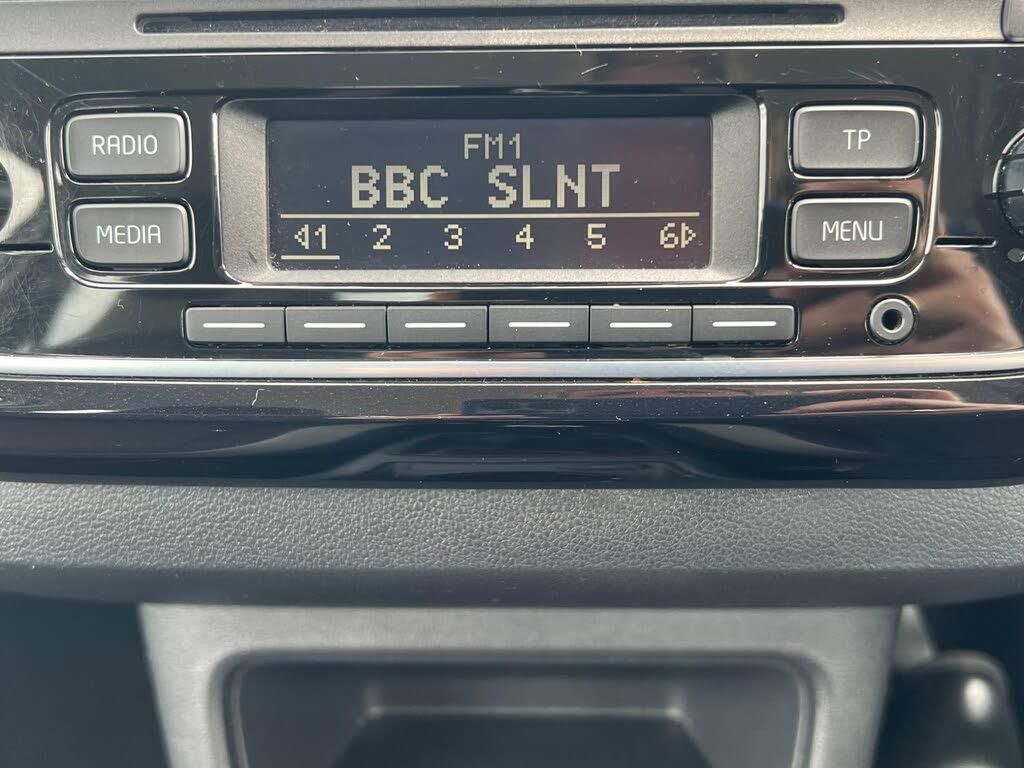 RADIO
MEDIA
FM1
BBC SLNT
1 2 3 4 5 6
TP
MENU